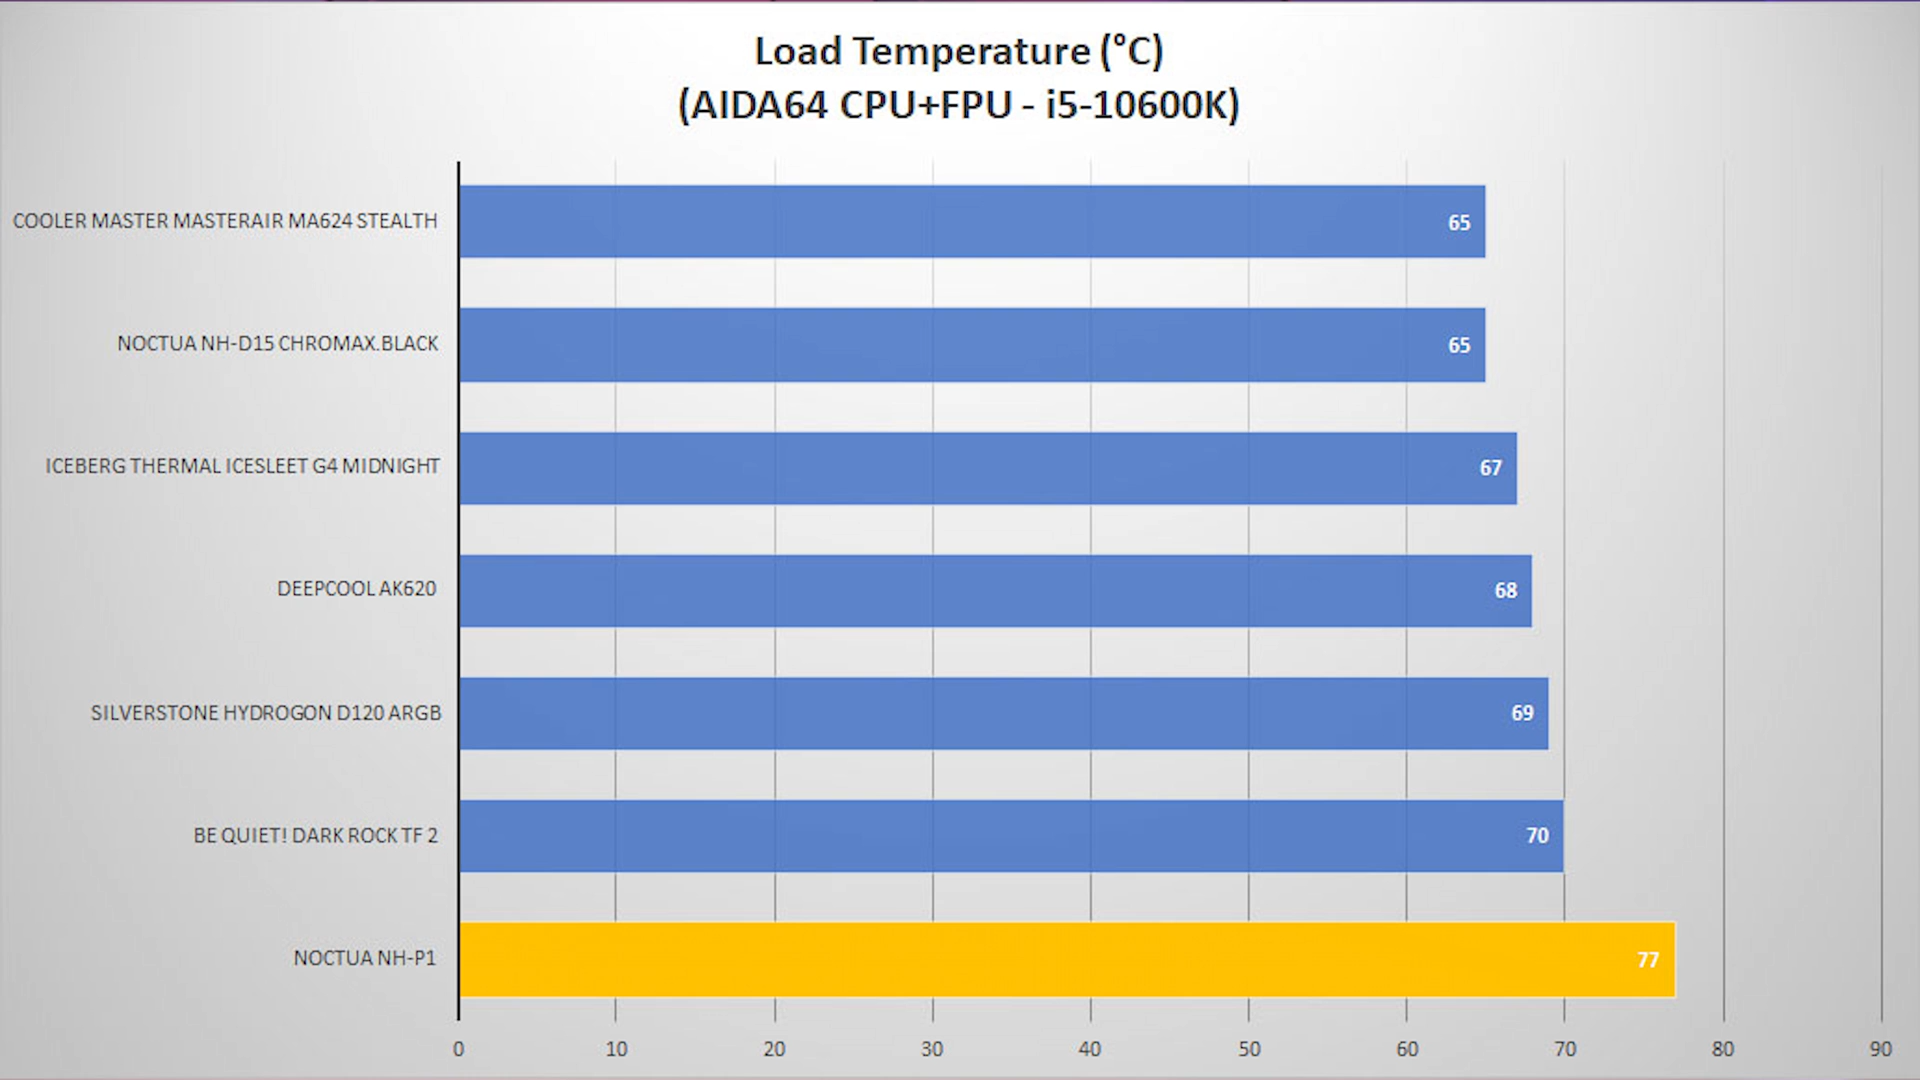 Load Temperature (°C)
(AIDA64 CPU+FPU - i5-10600K)
COOLER MASTER MASTERAIR MA624 STEALTH
65
NOCTUA NH-D15 CHROMAX.BLACK
65
ICEBERG THERMAL ICESLEET G4 MIDNIGHT
67
DEEPCOOL AK620
68
SILVERSTONE HYDROGON D120 ARGB
69
BE QUIET! DARK ROCK TF 2
70
NOCTUA NH-P1
77
0 10 20 30 40 50 60 70 80 90